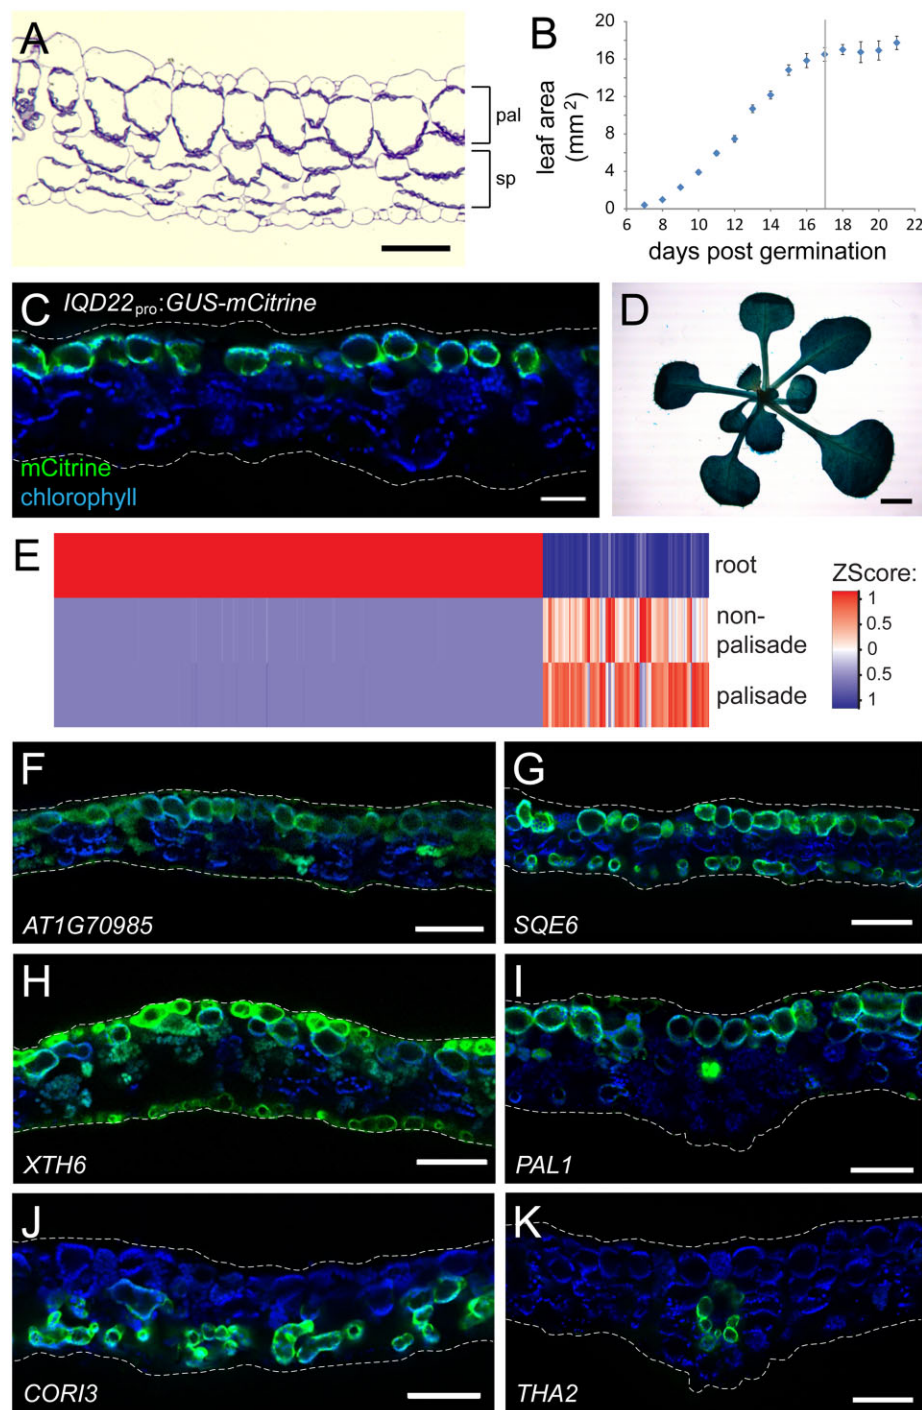 A
pal
sp
B
leaf area
(mm²)
20
16
12
8
4
0
6 8 10 12 14 16 18 20 22
days post germination
C
IQD22pro:GUS-mCitrine
mCitrine
chlorophyll
D
E
root
non-
palisade
palisade
ZScore:
1
0.5
0
0.5
1
F
AT1G70985
G
SQE6
H
XTH6
I
PAL1
J
CORI3
K
THA2